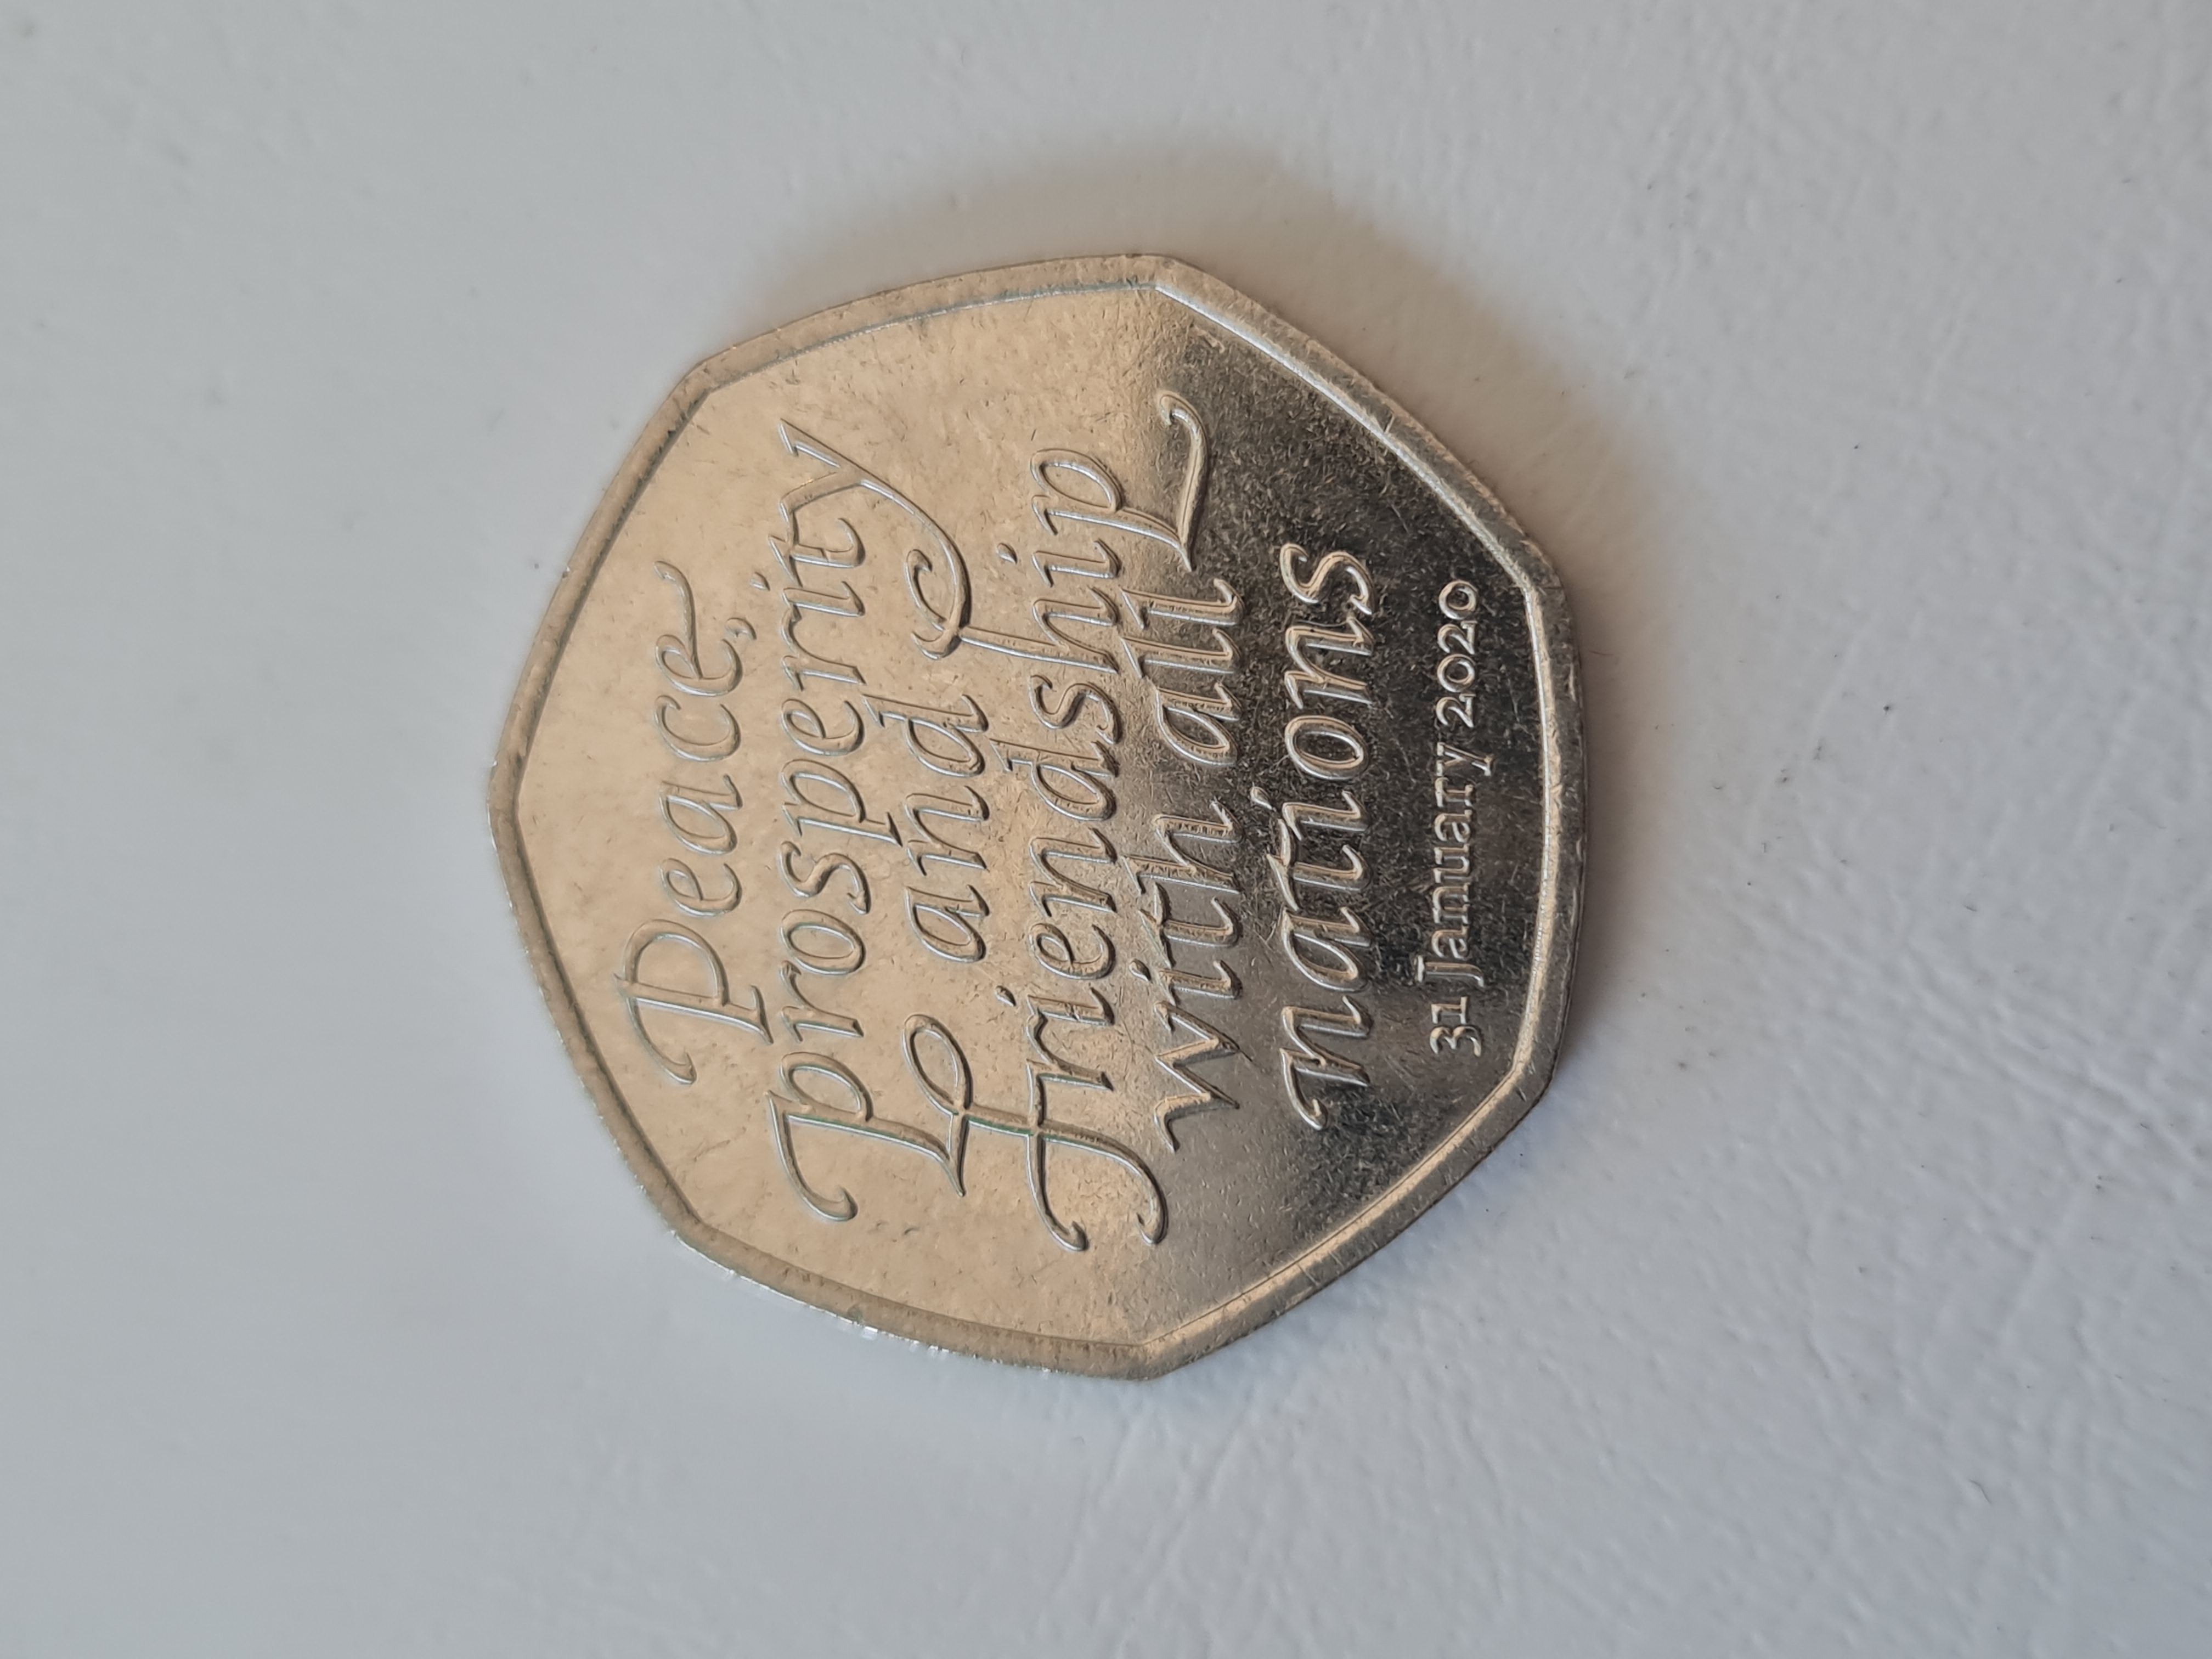 Peace,
prosperity
and
friendship
with all
nations
31 January 2020